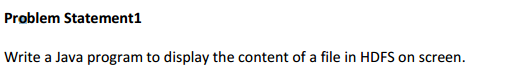 Problem Statement1
Write a Java program to display the content of a file in HDFS on screen.